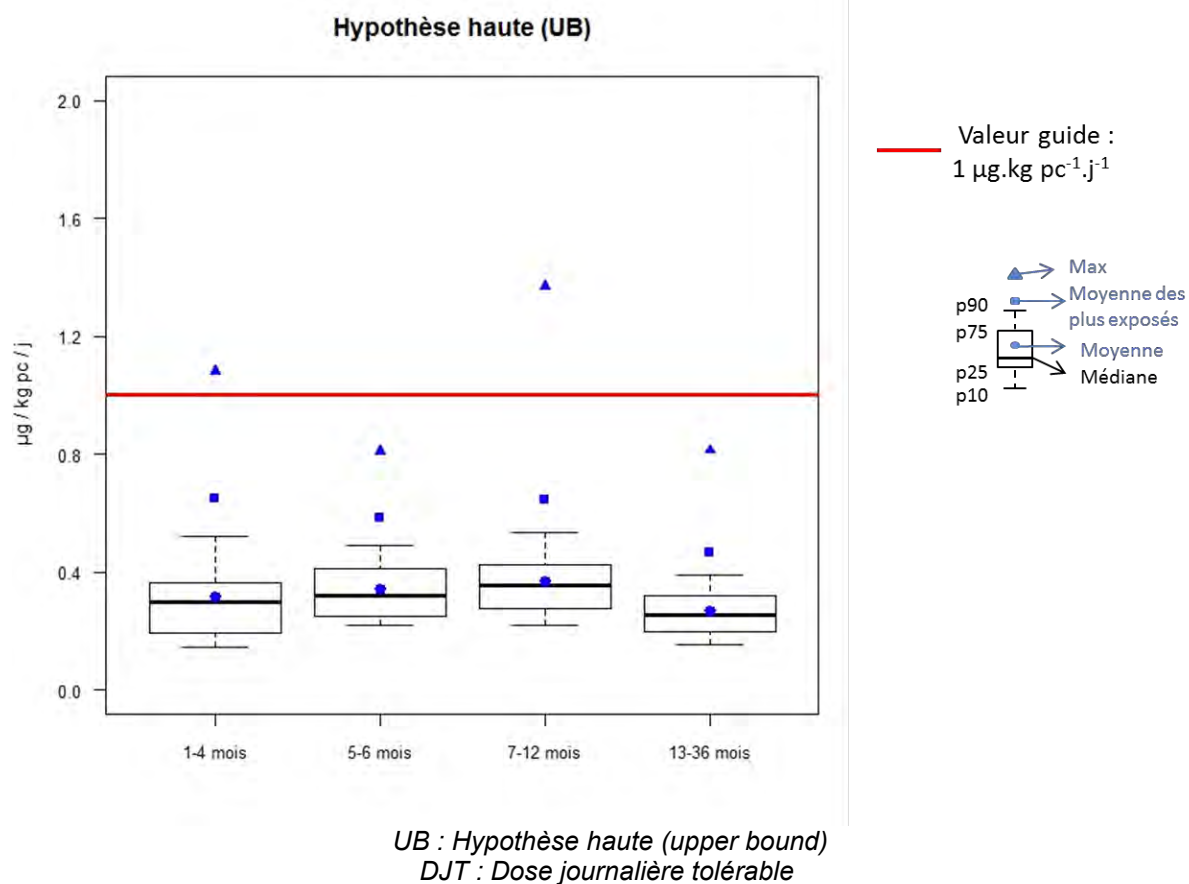 Hypothèse haute (UB)
2.0
1.6
1.2
0.8
0.4
0.0
µg / kg pc / j
1-4 mois
5-6 mois
7-12 mois
13-36 mois
Valeur guide :
1 µg.kg pc⁻¹.j⁻¹
Max
p90
Moyenne des
plus exposés
p75
Moyenne
p25
Médiane
p10
UB : Hypothèse haute (upper bound)
DJT : Dose journalière tolérable